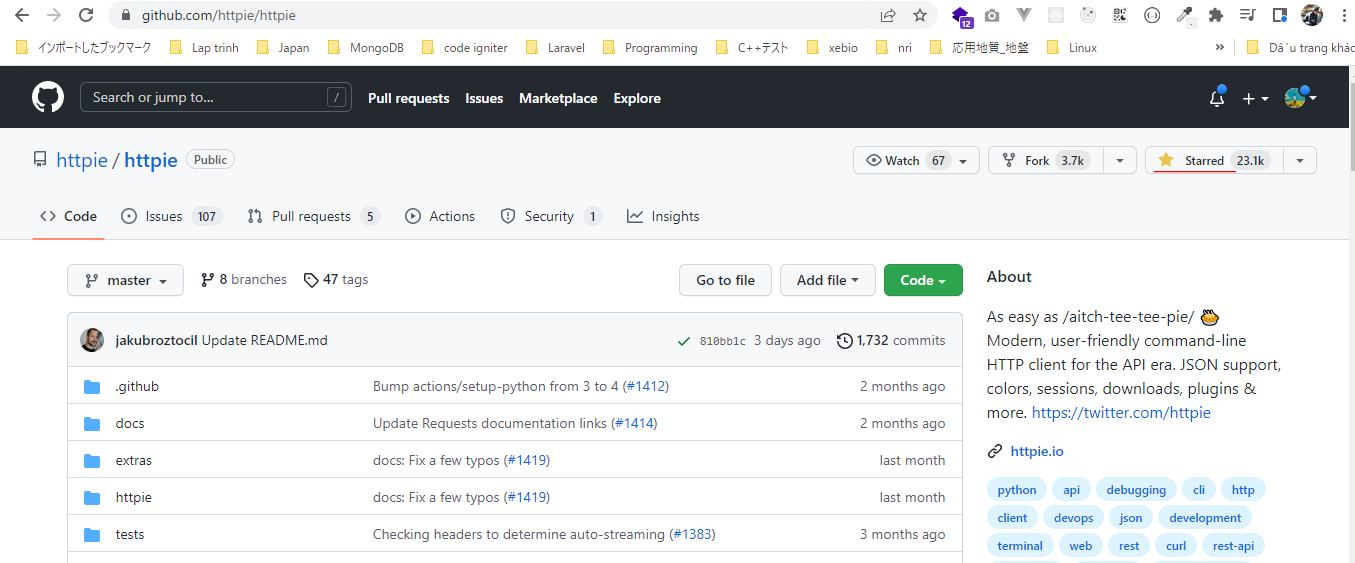 github.com/httpie/httpie
12
インポートしたブックマーク Lap trinh Japan MongoDB code igniter Laravel Programming C++テスト xebio nri 応用地質_地盤 Linux » Dấu trang khác
Search or jump to... / Pull requests Issues Marketplace Explore
httpie / httpie Public Watch 67 Fork 3.7k Starred 23.1k
Code Issues 107 Pull requests 5 Actions Security 1 Insights
master 8 branches 47 tags Go to file Add file Code
About
jakubroztocil Update README.md 810bb1c 3 days ago 1,732 commits
.github Bump actions/setup-python from 3 to 4 (#1412) 2 months ago
docs Update Requests documentation links (#1414) 2 months ago
extras docs: Fix a few typos (#1419) last month
httpie docs: Fix a few typos (#1419) last month
tests Checking headers to determine auto-streaming (#1383) 3 months ago
As easy as /aitch-tee-tee-pie/ 🥧
Modern, user-friendly command-line
HTTP client for the API era. JSON support,
colors, sessions, downloads, plugins &
more. https://twitter.com/httpie
httpie.io
python api debugging cli http
client devops json development
terminal web rest curl rest-api